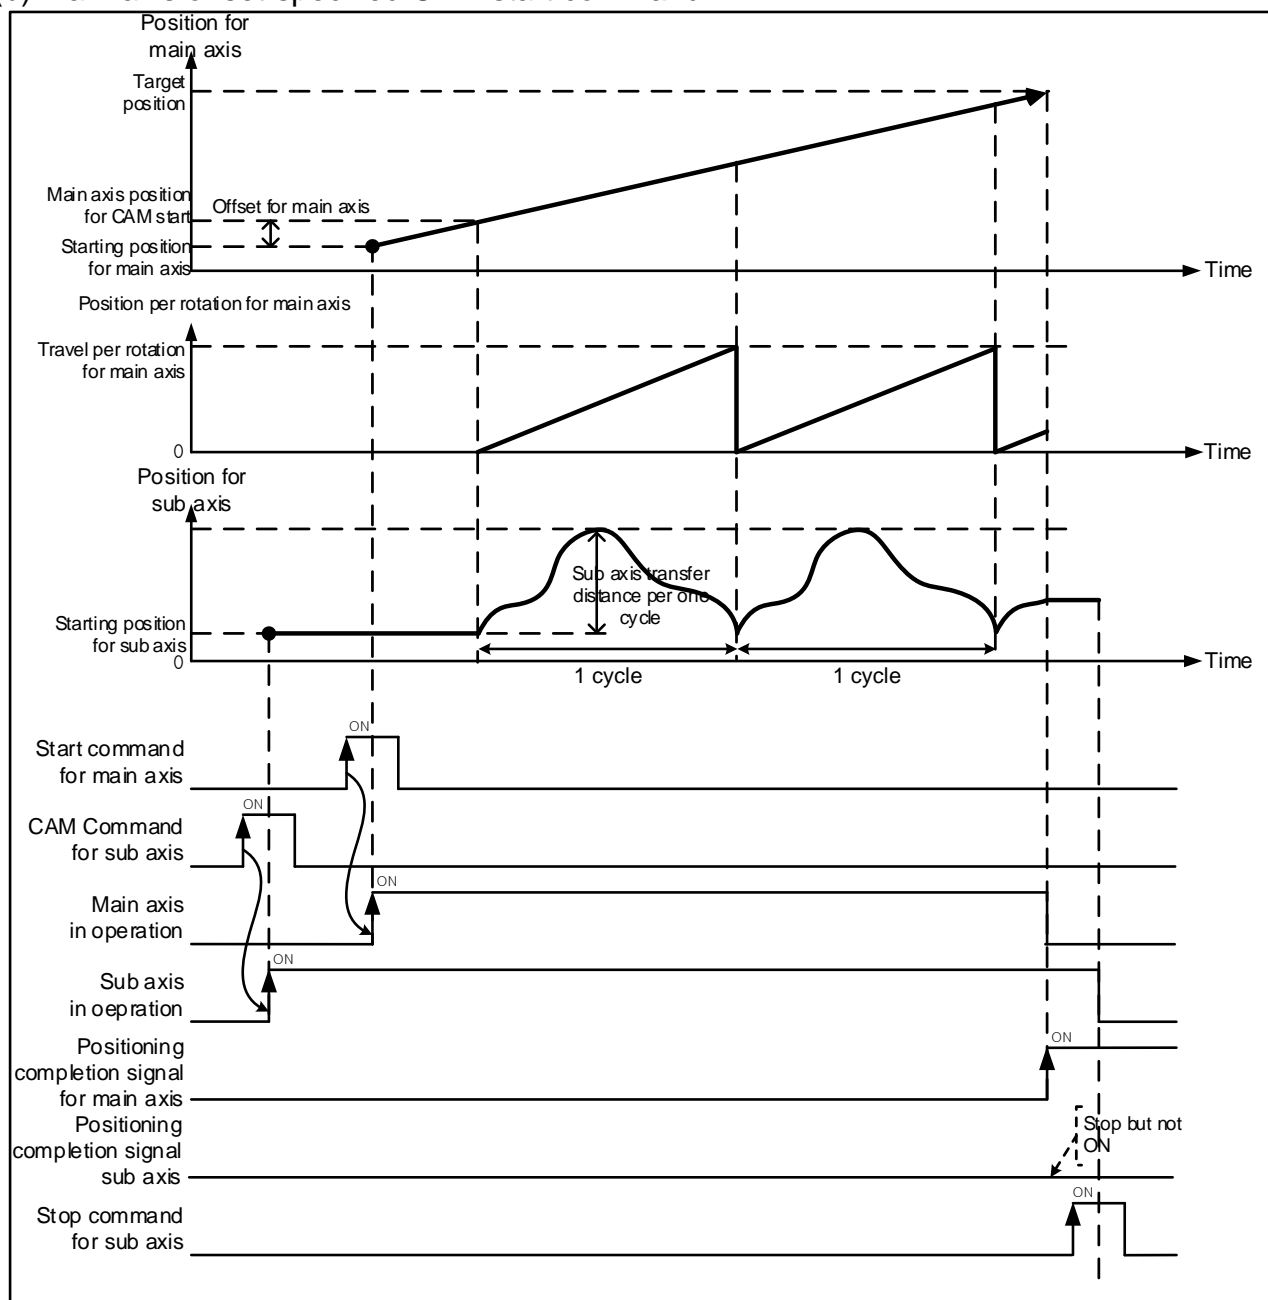 Position for
main axis
Target
position
Main axis position
for CAM start
Offset for main axis
Starting position
for main axis
Time
Position per rotation for main axis
Travel per rotation
for main axis
0
Time
Position for
sub axis
Sub axis transfer
distance per one
cycle
Starting position
for sub axis
0
Time
1 cycle
1 cycle
ON
Start command
for main axis
ON
CAM Command
for sub axis
ON
Main axis
in operation
ON
Sub axis
in oepration
Positioning
completion signal
for main axis
ON
Positioning
completion signal
sub axis
Stop but not
ON
ON
Stop command
for sub axis